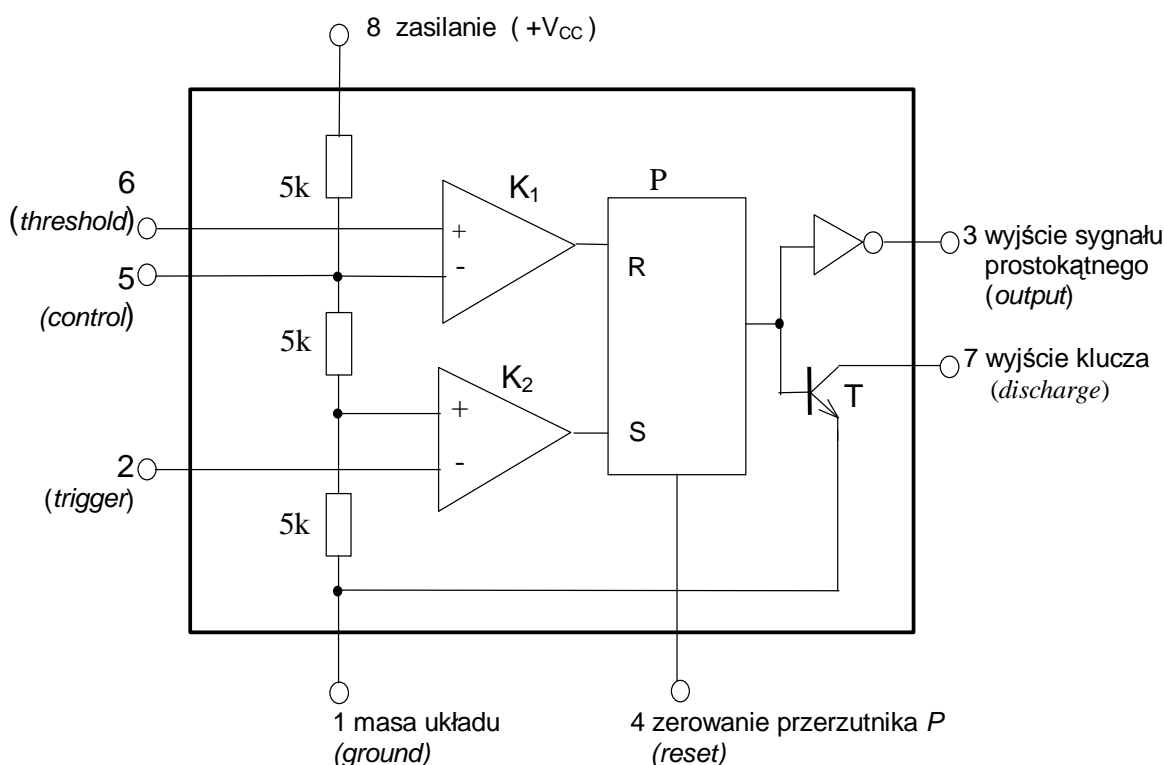 8 zasilanie ( +VCC )
5k
6
(threshold)
5
(control)
5k
2
(trigger)
5k
K1
+
-
K2
+
-
P
R
S
T
3 wyjście sygnału
prostokątnego
(output)
7 wyjście klucza
(discharge)
1 masa układu
(ground)
4 zerowanie przerzutnika P
(reset)